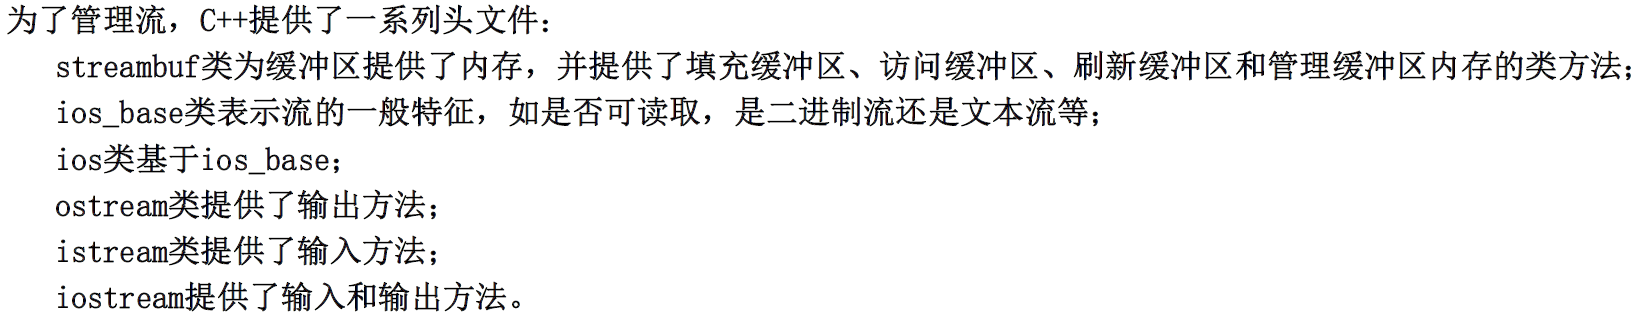 为了管理流，C++提供了一系列头文件：
streambuf类为缓冲区提供了内存，并提供了填充缓冲区、访问缓冲区、刷新缓冲区和管理缓冲区内存的类方法；
ios_base类表示流的一般特征，如是否可读取，是二进制流还是文本流等；
ios类基于ios_base；
ostream类提供了输出方法；
istream类提供了输入方法；
iostream提供了输入和输出方法。